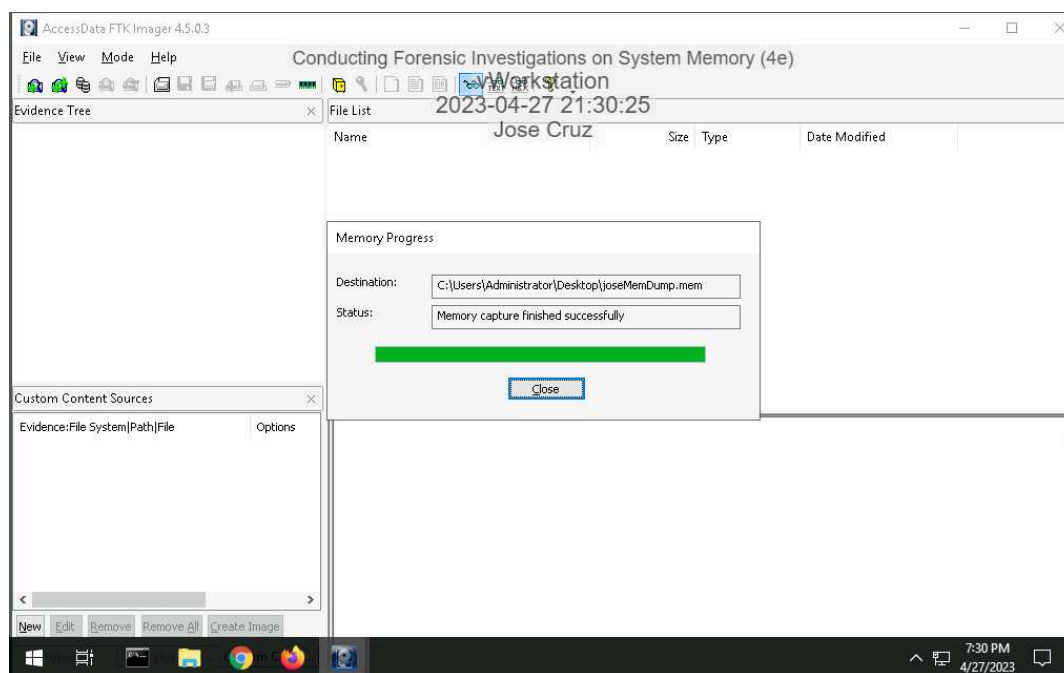 AccessData FTK Imager 4.5.0.3
File View Mode Help
Conducting Forensic Investigations on System Memory (4e)
vWorkstation
2023-04-27 21:30:25
Jose Cruz
Evidence Tree
File List
Name Size Type Date Modified
Memory Progress
Destination: C:\Users\Administrator\Desktop\joseMemDump.mem
Status: Memory capture finished successfully
Close
Custom Content Sources
Evidence:File System|Path|File Options
New Edit Remove Remove All Create Image
7:30 PM
4/27/2023